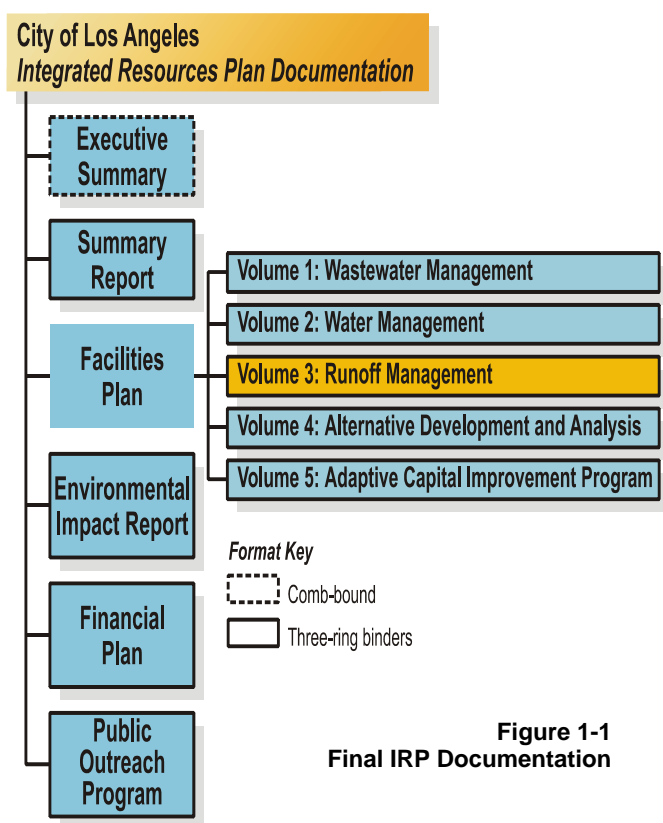 City of Los Angeles
Integrated Resources Plan Documentation
Executive
Summary
Summary
Report
Facilities
Plan
Volume 1: Wastewater Management
Volume 2: Water Management
Volume 3: Runoff Management
Volume 4: Alternative Development and Analysis
Volume 5: Adaptive Capital Improvement Program
Environmental
Impact Report
Financial
Plan
Public
Outreach
Program
Format Key
Comb-bound
Three-ring binders
Figure 1-1
Final IRP Documentation